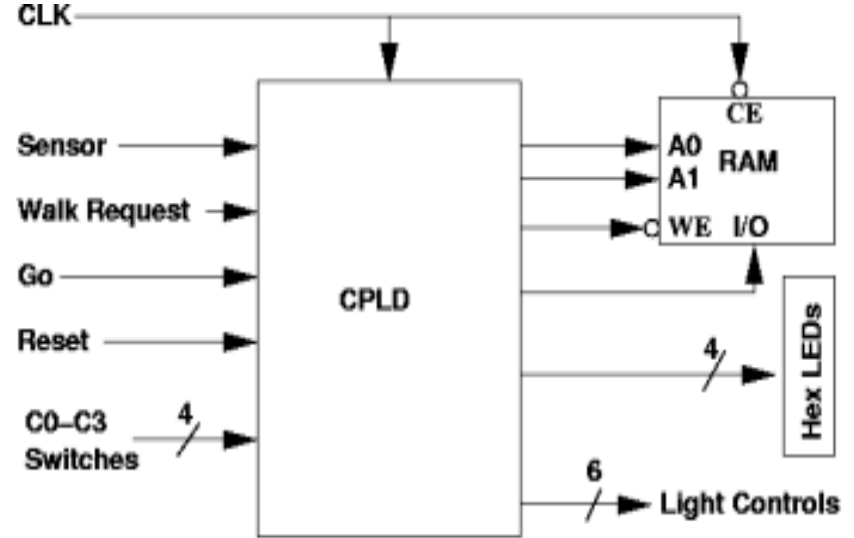 CLK
CE
Sensor
A0
RAM
A1
Walk Request
WE I/O
Go
CPLD
Reset
4
Hex LEDs
C0–C3
Switches
4
6
Light Controls